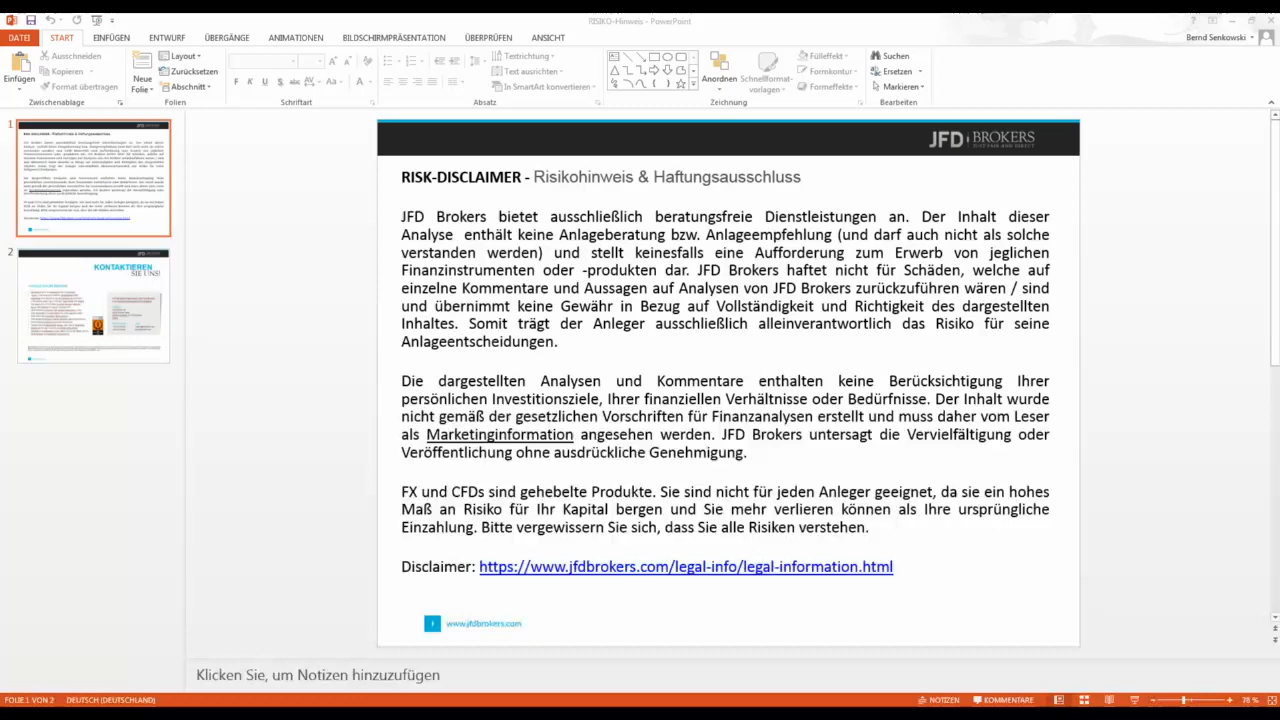 RISIKO-Hinweis - PowerPoint
DATEI START EINFÜGEN ENTWURF ÜBERGÄNGE ANIMATIONEN BILDSCHIRMPRÄSENTATION ÜBERPRÜFEN ANSICHT
Bernd Senkowski
Einfügen
Ausschneiden
Kopieren
Format übertragen
Zwischenablage
Neue
Folie
Layout
Zurücksetzen
Abschnitt
Folien
F K U S abc AV Aa A
Schriftart
Textrichtung
Text ausrichten
In SmartArt konvertieren
Absatz
Anordnen
Schnellformat-
vorlagen
Fülleffekt
Formkontur
Formeffekte
Zeichnung
Suchen
Ersetzen
Markieren
Bearbeiten
1
2
KONTAKTIEREN
SIE UNS!
JFD BROKERS
JUST FAIR AND DIRECT
RISK-DISCLAIMER - Risikohinweis & Haftungsausschluss
JFD Brokers bietet ausschließlich beratungsfreie Dienstleistungen an. Der Inhalt dieser
Analyse enthält keine Anlageberatung bzw. Anlageempfehlung (und darf auch nicht als solche
verstanden werden) und stellt keinesfalls eine Aufforderung zum Erwerb von jeglichen
Finanzinstrumenten oder -produkten dar. JFD Brokers haftet nicht für Schäden, welche auf
einzelne Kommentare und Aussagen auf Analysen von JFD Brokers zurückzuführen wären / sind
und übernimmt keine Gewähr in Bezug auf Vollständigkeit und Richtigkeit des dargestellten
Inhaltes. Somit trägt der Anleger ausschließlich alleinverantwortlich das Risiko für seine
Anlageentscheidungen.
Die dargestellten Analysen und Kommentare enthalten keine Berücksichtigung Ihrer
persönlichen Investitionsziele, Ihrer finanziellen Verhältnisse oder Bedürfnisse. Der Inhalt wurde
nicht gemäß der gesetzlichen Vorschriften für Finanzanalysen erstellt und muss daher vom Leser
als Marketinginformation angesehen werden. JFD Brokers untersagt die Vervielfältigung oder
Veröffentlichung ohne ausdrückliche Genehmigung.
FX und CFDs sind gehebelte Produkte. Sie sind nicht für jeden Anleger geeignet, da sie ein hohes
Maß an Risiko für Ihr Kapital bergen und Sie mehr verlieren können als Ihre ursprüngliche
Einzahlung. Bitte vergewissern Sie sich, dass Sie alle Risiken verstehen.
Disclaimer: https://www.jfdbrokers.com/legal-info/legal-information.html
www.jfdbrokers.com
Klicken Sie, um Notizen hinzuzufügen
FOLIE 1 VON 2 DEUTSCH (DEUTSCHLAND) NOTIZEN KOMMENTARE 78 %